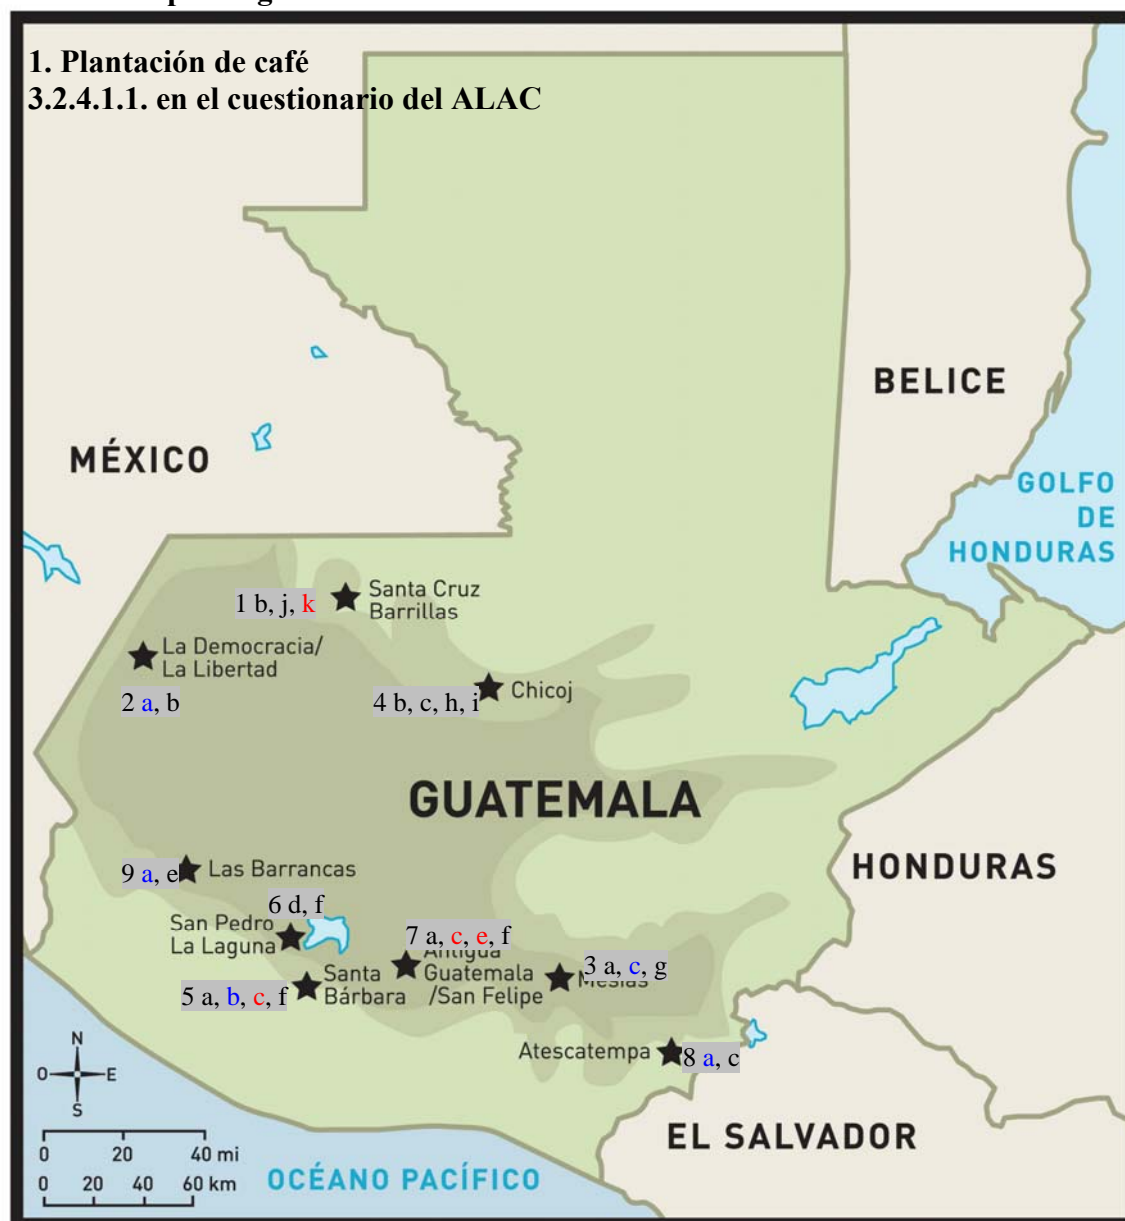 1. Plantación de café
3.2.4.1.1. en el cuestionario del ALAC
BELICE
MÉXICO
GOLFO
DE
HONDURAS
1 b, j, k
Santa Cruz
Barrillas
La Democracia/
La Libertad
2 a, b
4 b, c, h, i
Chicoj
GUATEMALA
HONDURAS
9 a, e
Las Barrancas
6 d, f
San Pedro
La Laguna
7 a, c, e, f
Antigua
Guatemala
/San Felipe
3 a, c, g
Mesías
Santa
Bárbara
5 a, b, c, f
Atescatempa
8 a, c
N
O
E
S
0 20 40 mi
0 20 40 60 km
OCÉANO PACÍFICO
EL SALVADOR